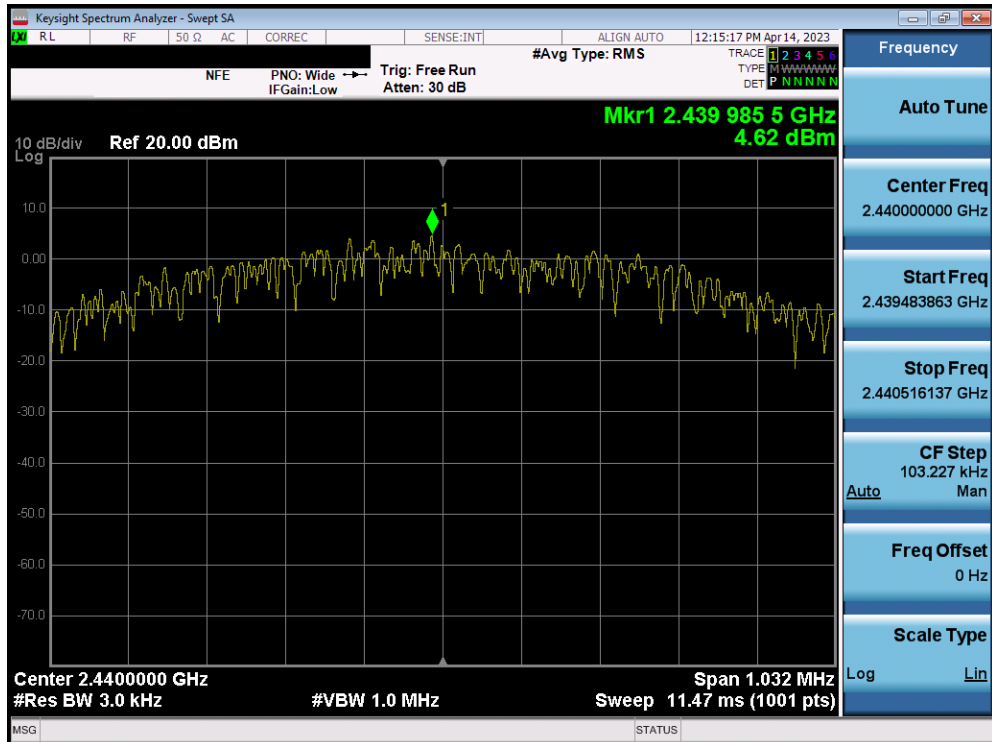 Keysight Spectrum Analyzer - Swept SA
LXI RL RF 50 Ω AC CORREC SENSE:INT ALIGN AUTO 12:15:17 PM Apr 14, 2023
#Avg Type: RMS TRACE 1 2 3 4 5 6
NFE PNO: Wide Trig: Free Run TYPE M W W W W W
IFGain:Low Atten: 30 dB DET P N N N N N
Mkr1 2.439 985 5 GHz
4.62 dBm
10 dB/div Ref 20.00 dBm
Log
1
10.0
0.00
-10.0
-20.0
-30.0
-40.0
-50.0
-60.0
-70.0
Center 2.4400000 GHz Span 1.032 MHz
#Res BW 3.0 kHz #VBW 1.0 MHz Sweep 11.47 ms (1001 pts)
MSG STATUS
Frequency
Auto Tune
Center Freq
2.440000000 GHz
Start Freq
2.439483863 GHz
Stop Freq
2.440516137 GHz
CF Step
103.227 kHz
Auto Man
Freq Offset
0 Hz
Scale Type
Log Lin